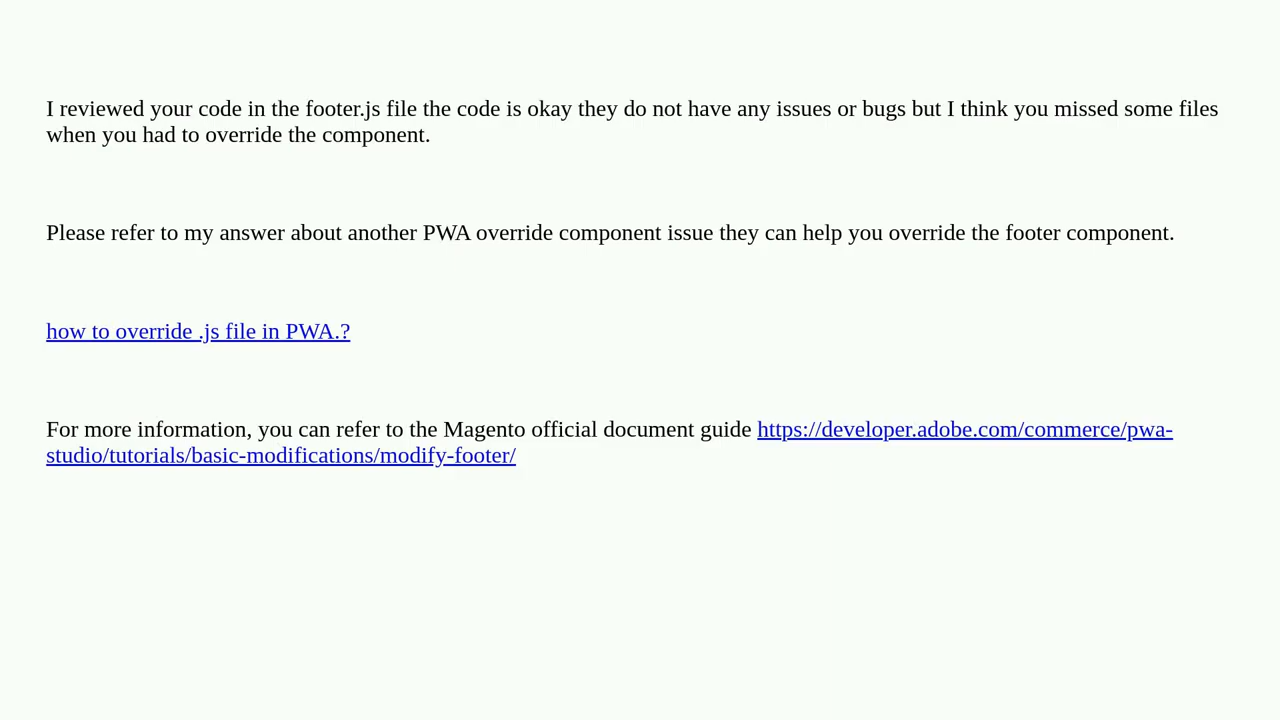 I reviewed your code in the footer.js file the code is okay they do not have any issues or bugs but I think you missed some files
when you had to override the component.
Please refer to my answer about another PWA override component issue they can help you override the footer component.
how to override .js file in PWA.?
For more information, you can refer to the Magento official document guide https://developer.adobe.com/commerce/pwa-
studio/tutorials/basic-modifications/modify-footer/